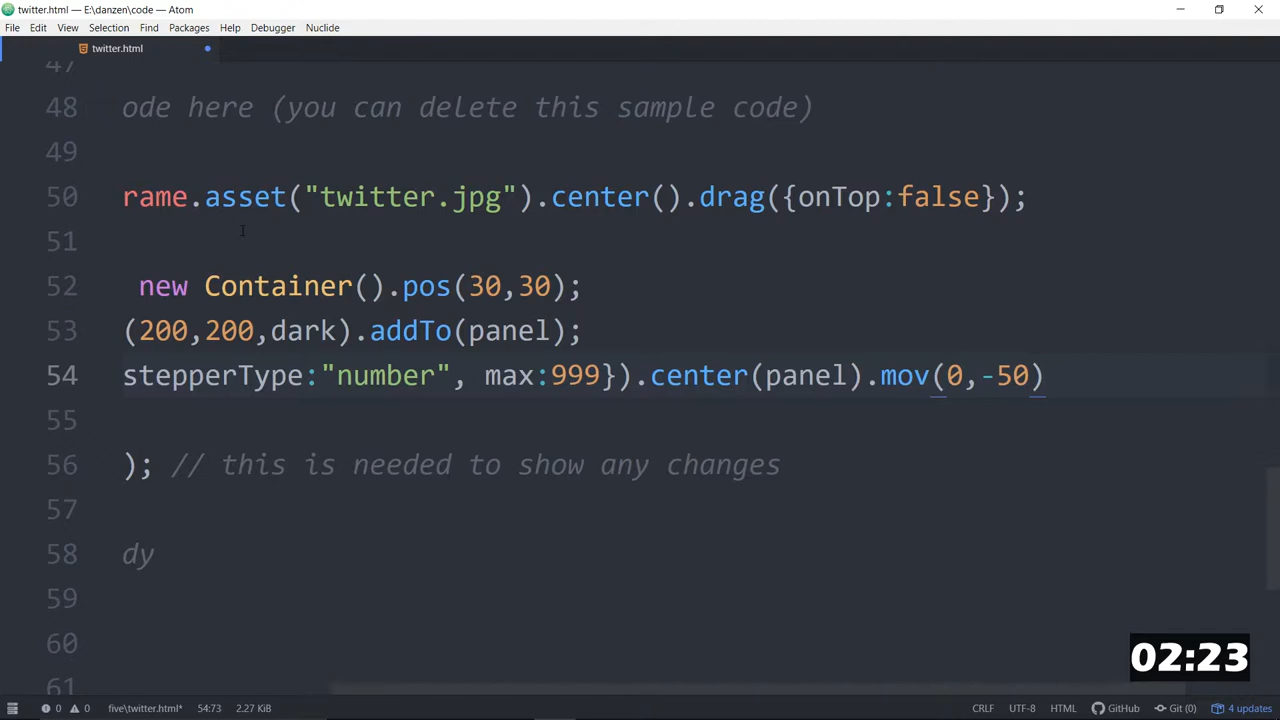 twitter.html — E:\danzen\code — Atom
File Edit View Selection Find Packages Help Debugger Nuclide
twitter.html
47
48 ode here (you can delete this sample code)
49
50 rame.asset("twitter.jpg").center().drag({onTop:false});
51
52 new Container().pos(30,30);
53 (200,200,dark).addTo(panel);
54 stepperType:"number", max:999}).center(panel).mov(0,-50)
55
56 ); // this is needed to show any changes
57
58 dy
59
60
61
02:23
0 0 five\twitter.html* 54:73 2.27 KiB CRLF UTF-8 HTML GitHub Git (0) 4 updates